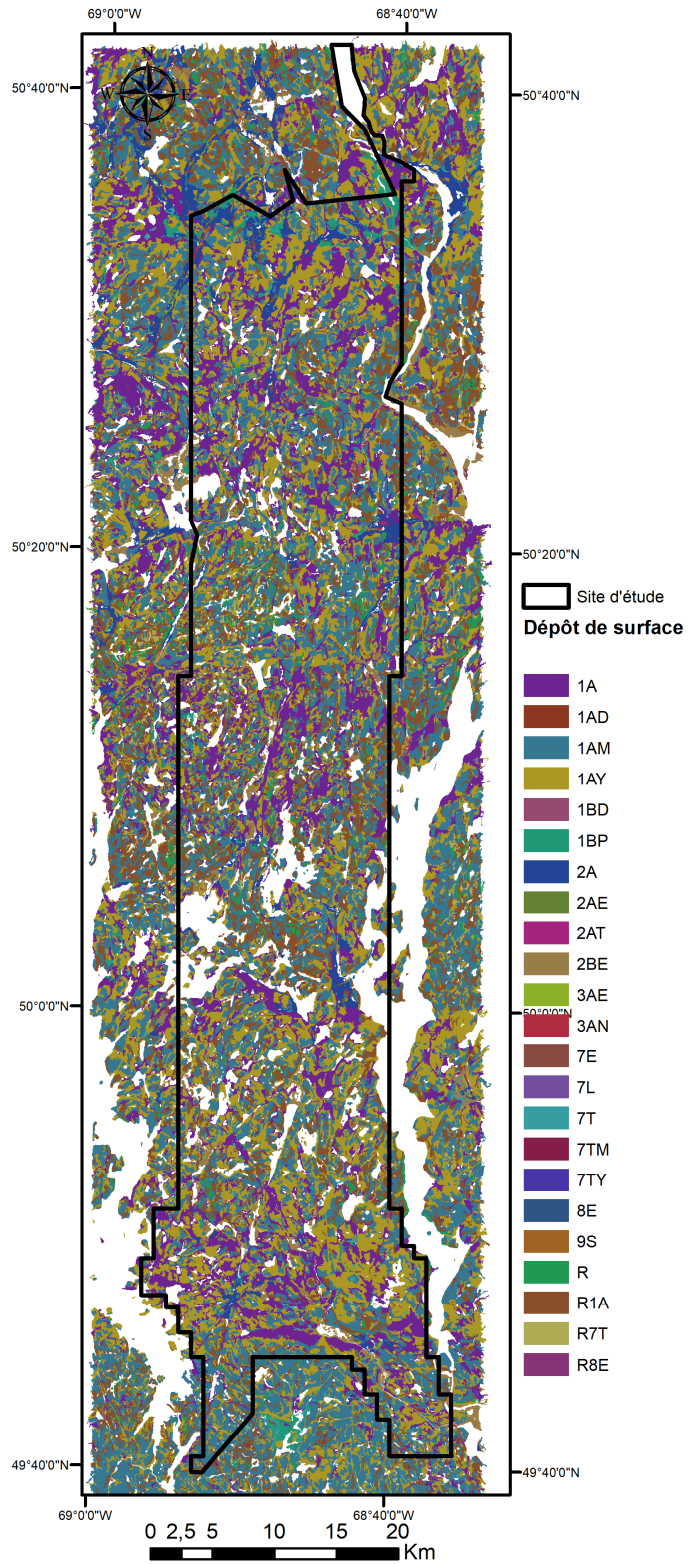 69°0'0"W 68°40'0"W
N
W E
S
50°40'0"N 50°40'0"N
50°20'0"N 50°20'0"N
Site d'étude
Dépôt de surface
1A
1AD
1AM
1AY
1BD
1BP
2A
2AE
2AT
2BE
3AE
3AN
50°0'0"N 50°0'0"N
7E
7L
7T
7TM
7TY
8E
9S
R
R1A
R7T
R8E
49°40'0"N 49°40'0"N
69°0'0"W 68°40'0"W
0 2,5 5 10 15 20
Km